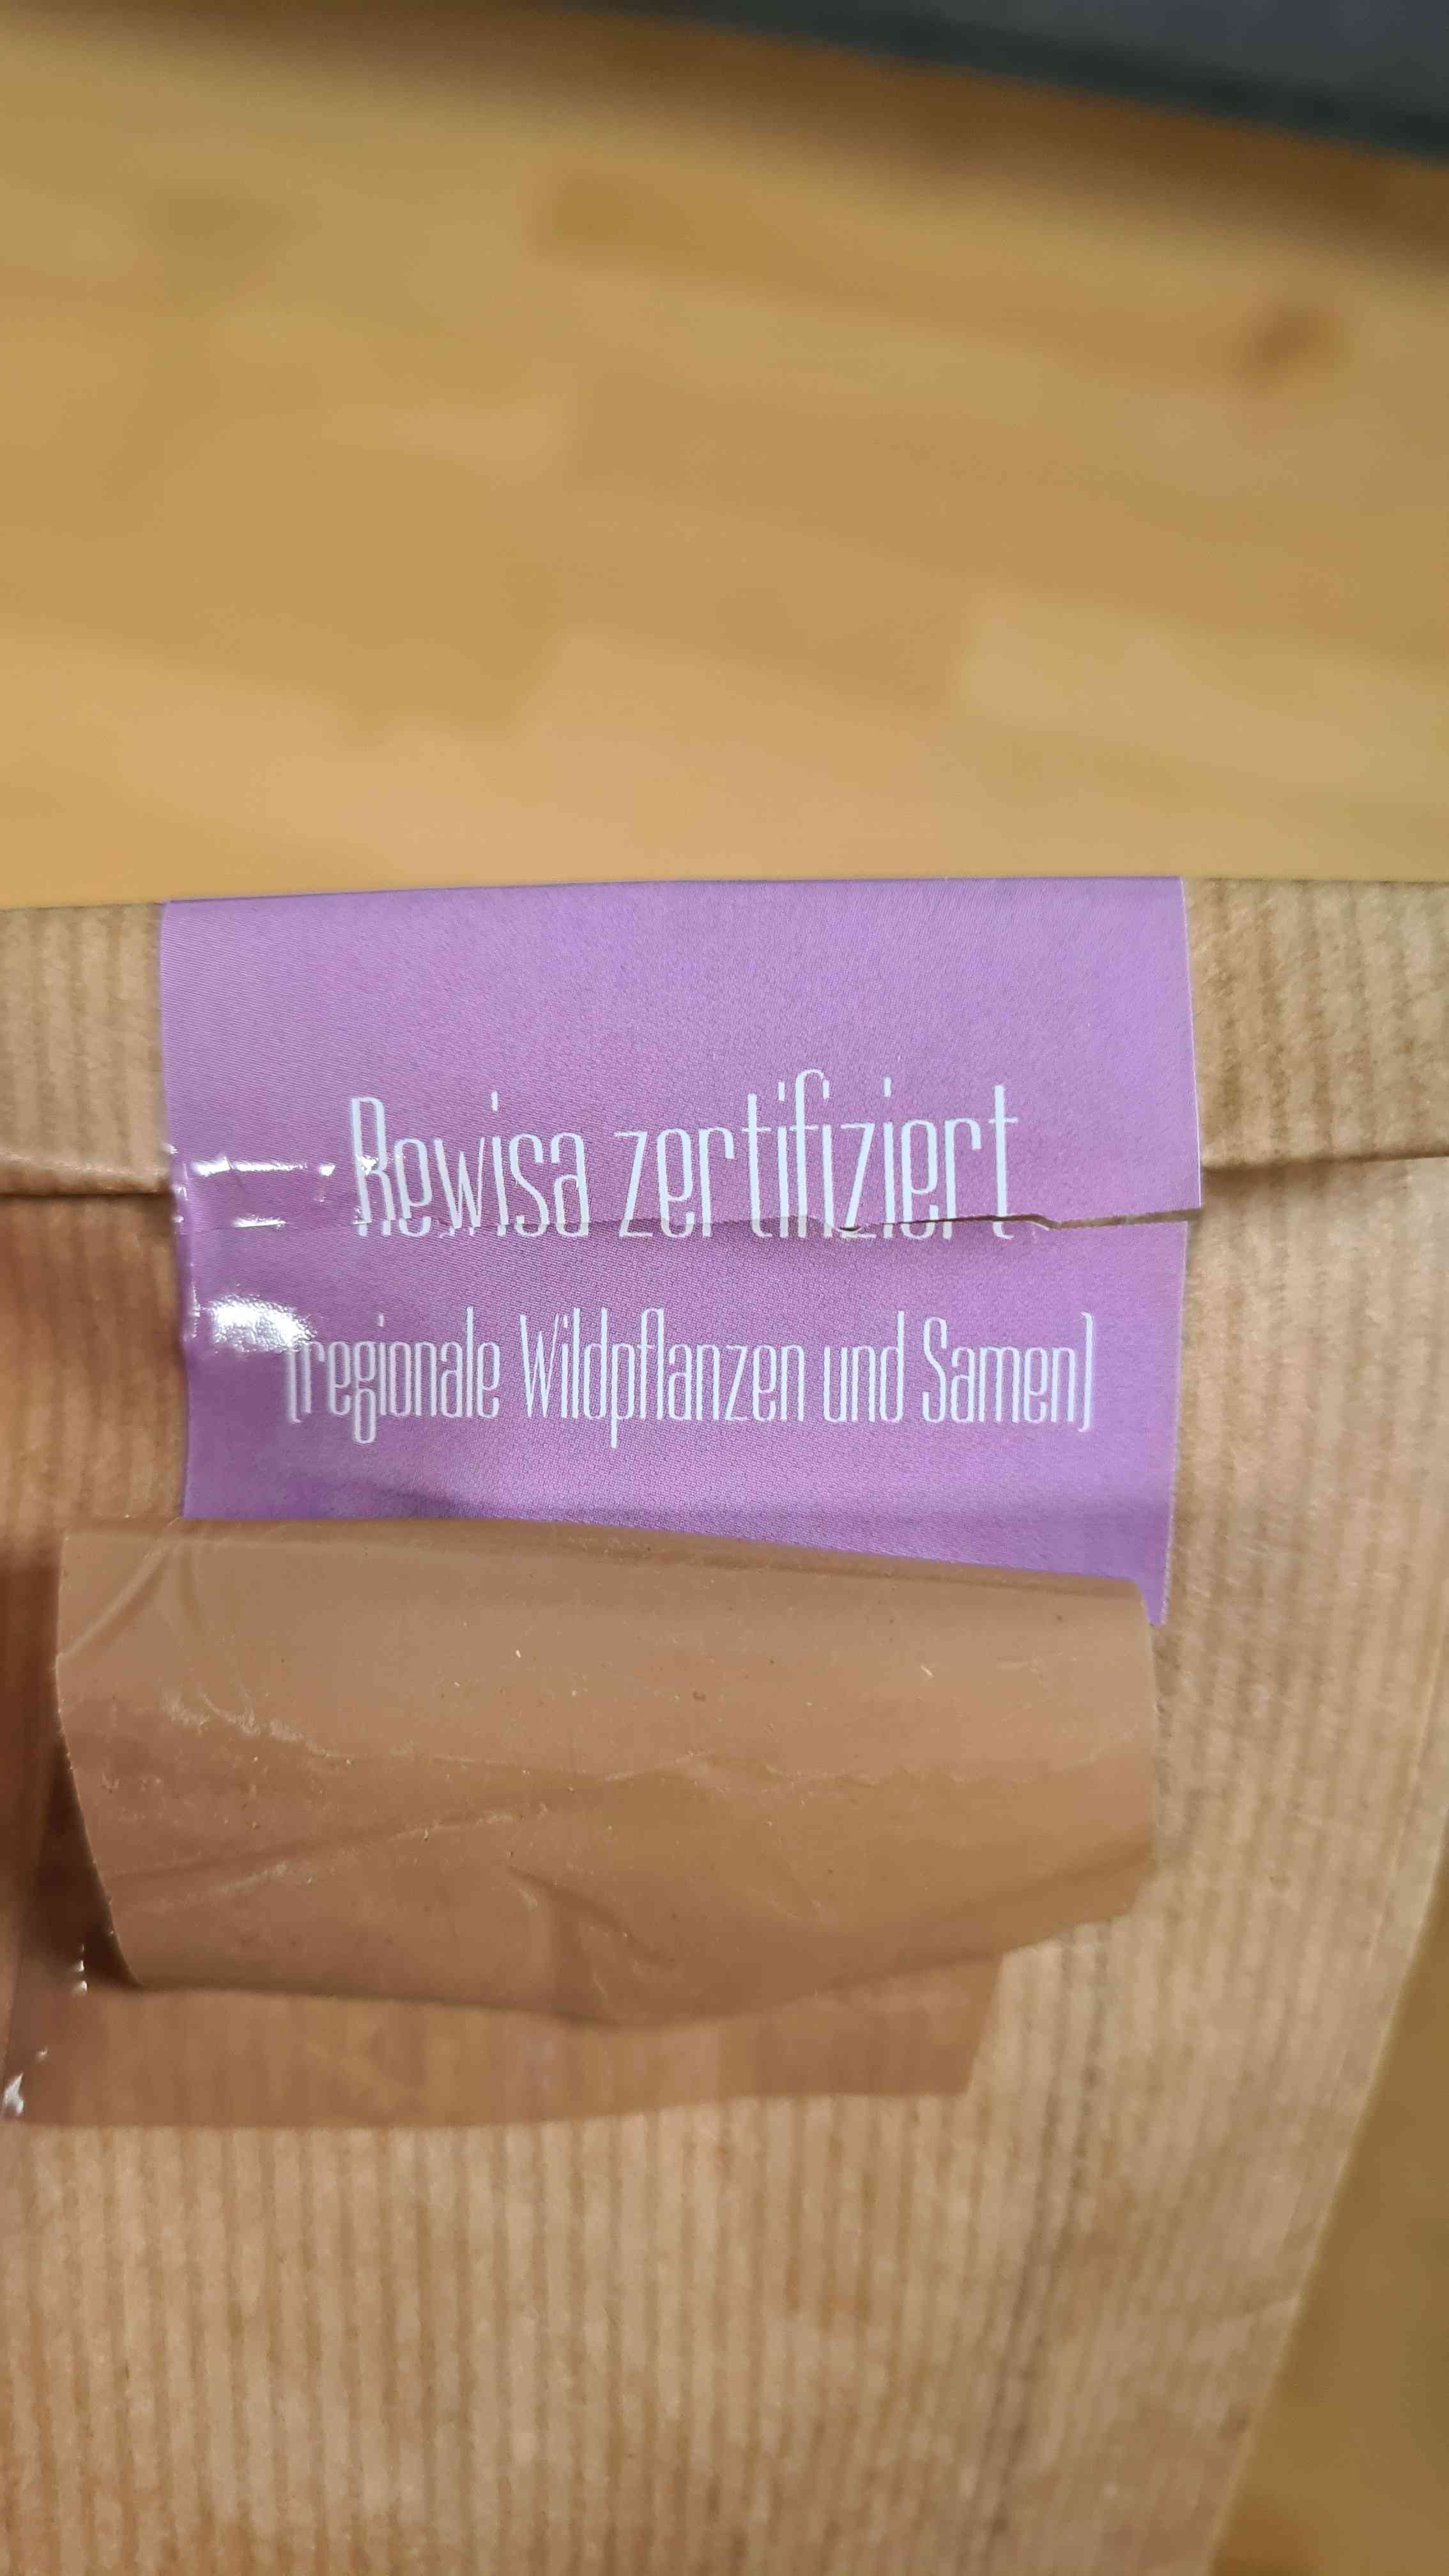 Rewisa zertifiziert
(regionale Wildpflanzen und Samen)